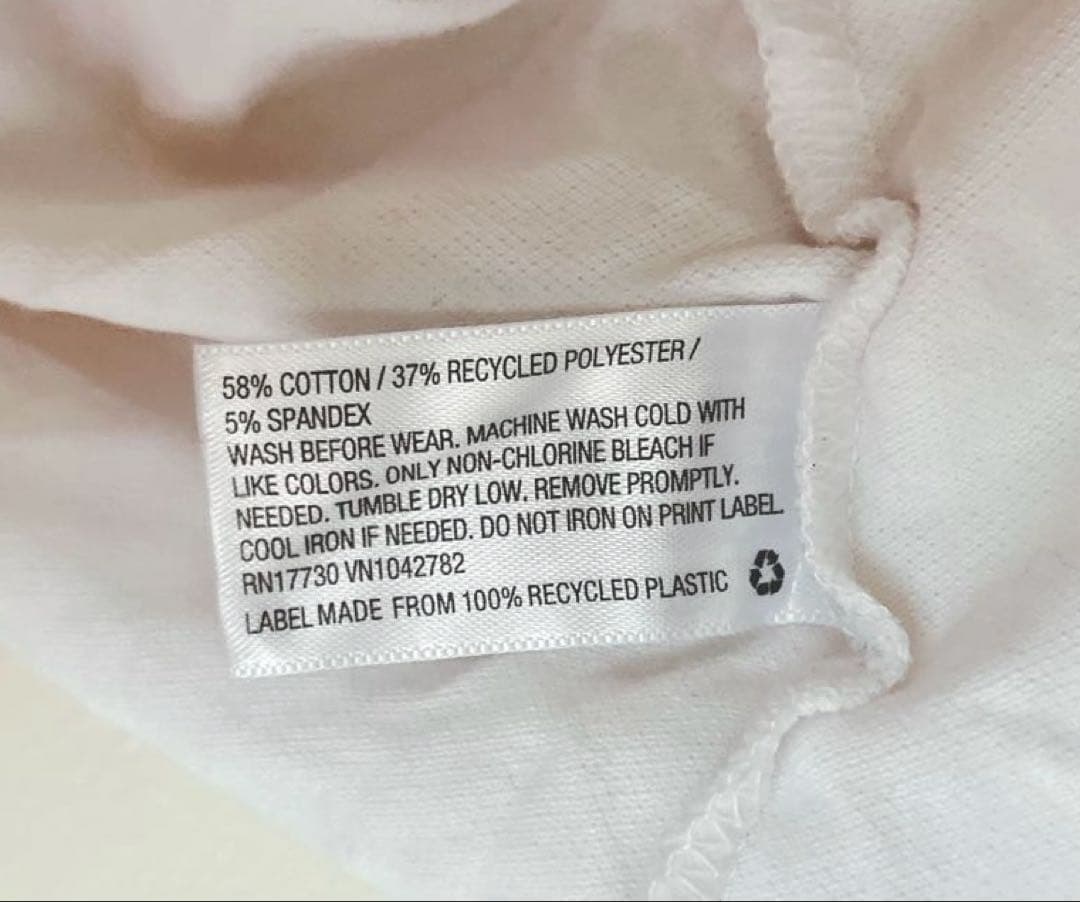 58% COTTON / 37% RECYCLED POLYESTER /
5% SPANDEX
WASH BEFORE WEAR. MACHINE WASH COLD WITH
LIKE COLORS. ONLY NON-CHLORINE BLEACH IF
NEEDED. TUMBLE DRY LOW. REMOVE PROMPTLY.
COOL IRON IF NEEDED. DO NOT IRON ON PRINT LABEL.
RN17730 VN1042782
LABEL MADE FROM 100% RECYCLED PLASTIC